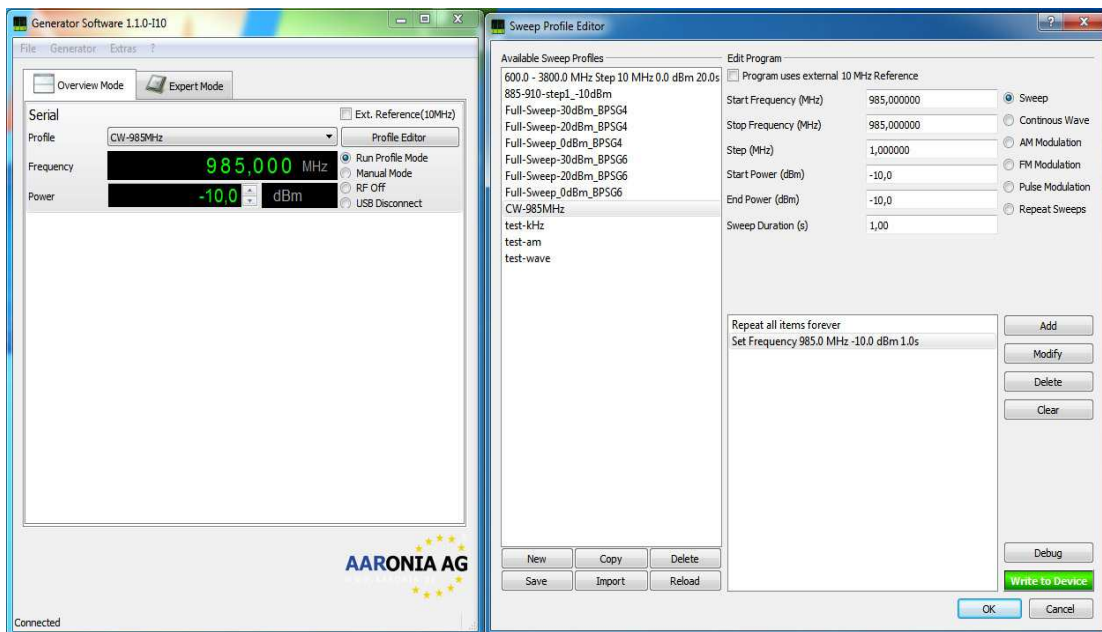 Generator Software 1.1.0-I10
File Generator Extras ?
Overview Mode
Expert Mode
Serial
Ext. Reference(10MHz)
Profile
CW-985MHz
Profile Editor
Frequency
985,000 MHz
Power
-10,0 dBm
Run Profile Mode
Manual Mode
RF Off
USB Disconnect
AARONIA AG
Connected
Sweep Profile Editor
Available Sweep Profiles
600.0 - 3800.0 MHz Step 10 MHz 0.0 dBm 20.0s
885-910-step1_-10dBm
Full-Sweep-30dBm_BPSG4
Full-Sweep-20dBm_BPSG4
Full-Sweep_0dBm_BPSG4
Full-Sweep-30dBm_BPSG6
Full-Sweep-20dBm_BPSG6
Full-Sweep_0dBm_BPSG6
CW-985MHz
test-kHz
test-am
test-wave
New
Copy
Delete
Save
Import
Reload
Edit Program
Program uses external 10 MHz Reference
Start Frequency (MHz) 985,000000
Stop Frequency (MHz) 985,000000
Step (MHz) 1,000000
Start Power (dBm) -10,0
End Power (dBm) -10,0
Sweep Duration (s) 1,00
Sweep
Continous Wave
AM Modulation
FM Modulation
Pulse Modulation
Repeat Sweeps
Repeat all items forever
Set Frequency 985.0 MHz -10.0 dBm 1.0s
Add
Modify
Delete
Clear
Debug
Write to Device
OK
Cancel